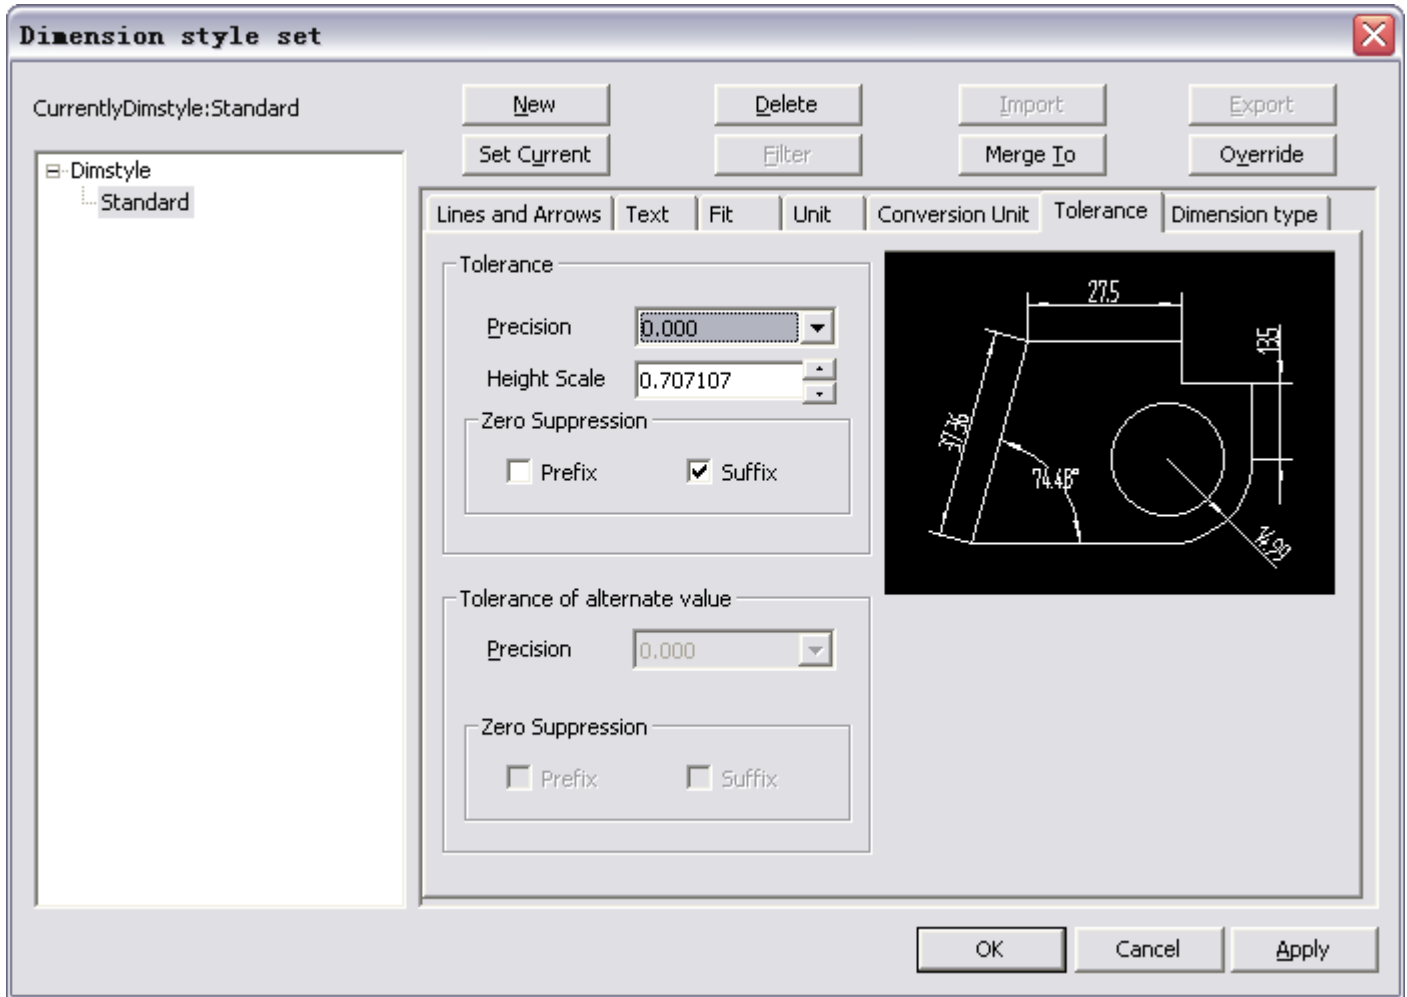 Dimension style set
CurrentlyDimstyle:Standard
New Delete Import Export
Set Current Filter Merge To Override
Dimstyle
Standard
Lines and Arrows Text Fit Unit Conversion Unit Tolerance Dimension type
Tolerance
Precision 0.000
Height Scale 0.707107
Zero Suppression
Prefix Suffix
27.5
13.5
74.45°
Tolerance of alternate value
Precision 0.000
Zero Suppression
Prefix Suffix
OK Cancel Apply